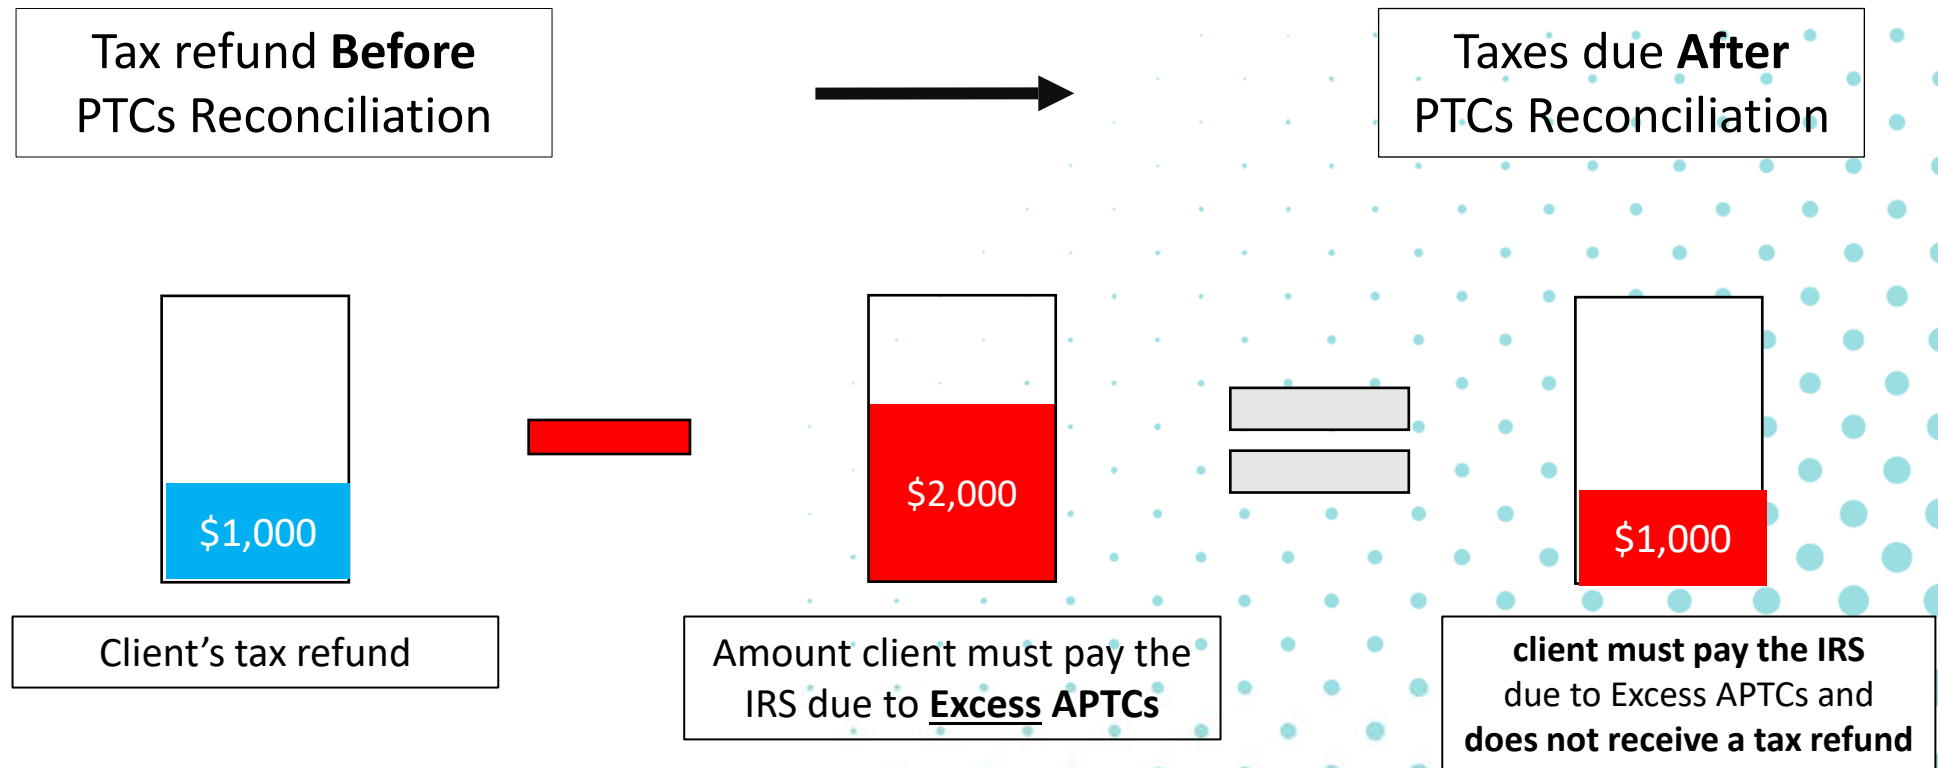 Tax refund Before
PTCs Reconciliation
Taxes due After
PTCs Reconciliation
$1,000
$2,000
$1,000
Client's tax refund
Amount client must pay the
IRS due to Excess APTCs
client must pay the IRS
due to Excess APTCs and
does not receive a tax refund